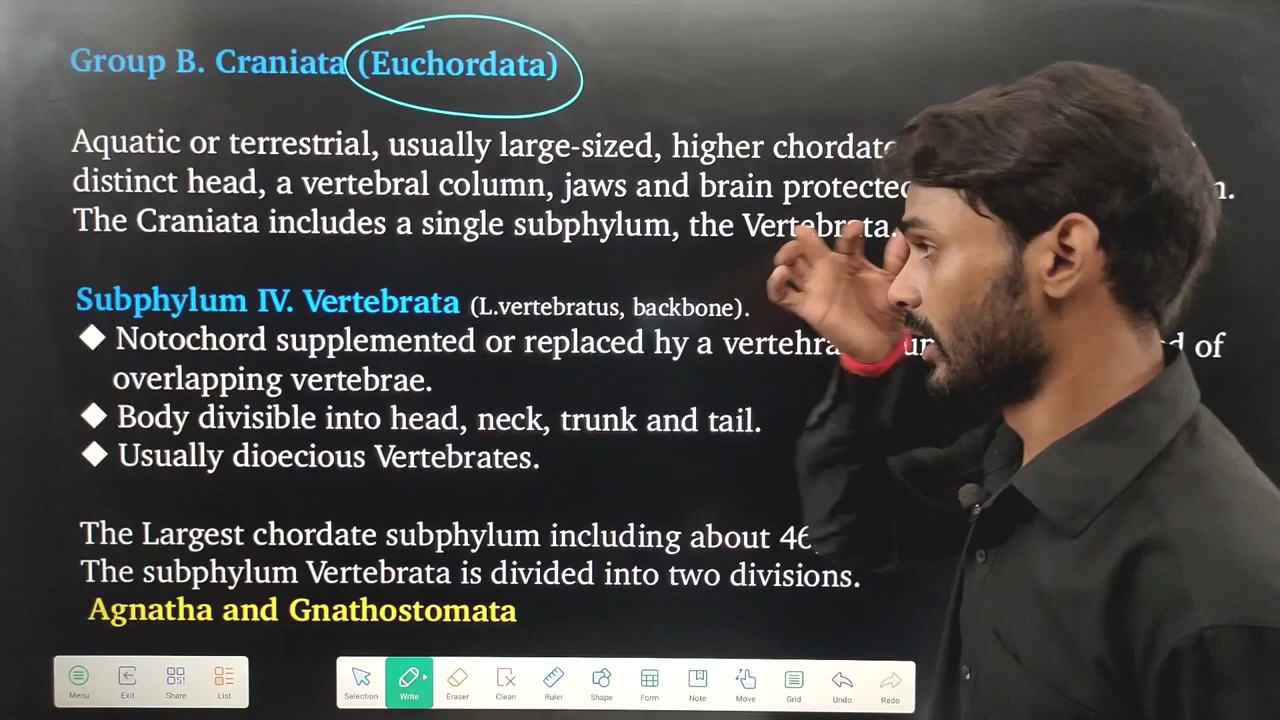 Group B. Craniata (Euchordata)
Aquatic or terrestrial, usually large-sized, higher
distinct head, a vertebral column, jaws and brain
The Craniata includes a single subphylum, the Vertebrata.
Subphylum IV. Vertebrata (L.vertebratus, backbone).
◆ Notochord supplemented or replaced hy a of
overlapping vertebrae.
◆ Body divisible into head, neck, trunk and tail.
◆ Usually dioecious Vertebrates.
The Largest chordate subphylum including about
The subphylum Vertebrata is divided into two divisions.
Agnatha and Gnathostomata
Menu Exit Share List Selection Write Eraser Clean Ruler Shape Form Note Move Grid Undo Redo